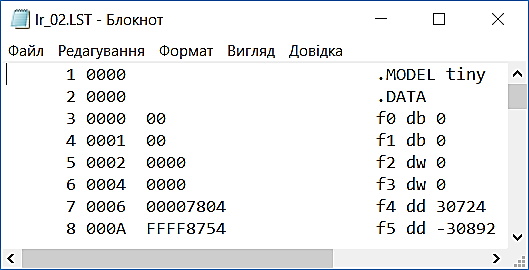 lr_02.LST - Блокнот
Файл Редагування Формат Вигляд Довідка
1 0000 .MODEL tiny
2 0000 .DATA
3 0000 00 f0 db 0
4 0001 00 f1 db 0
5 0002 0000 f2 dw 0
6 0004 0000 f3 dw 0
7 0006 00007804 f4 dd 30724
8 000A FFFF8754 f5 dd -30892